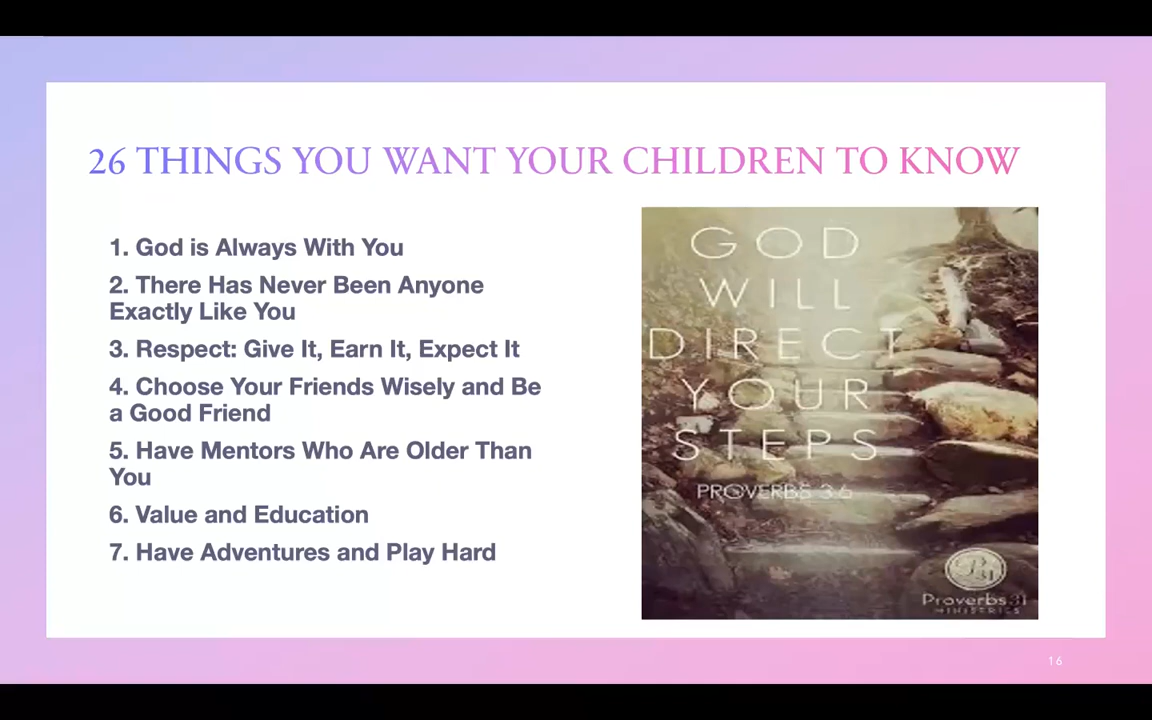 26 THINGS YOU WANT YOUR CHILDREN TO KNOW
1. God is Always With You
2. There Has Never Been Anyone
Exactly Like You
3. Respect: Give It, Earn It, Expect It
4. Choose Your Friends Wisely and Be
a Good Friend
5. Have Mentors Who Are Older Than
You
6. Value and Education
7. Have Adventures and Play Hard
GOD
WILL
DIRECT
YOUR
STEPS
PROVERBS 3:6
P31
Proverbs31
MINISTRIES
16